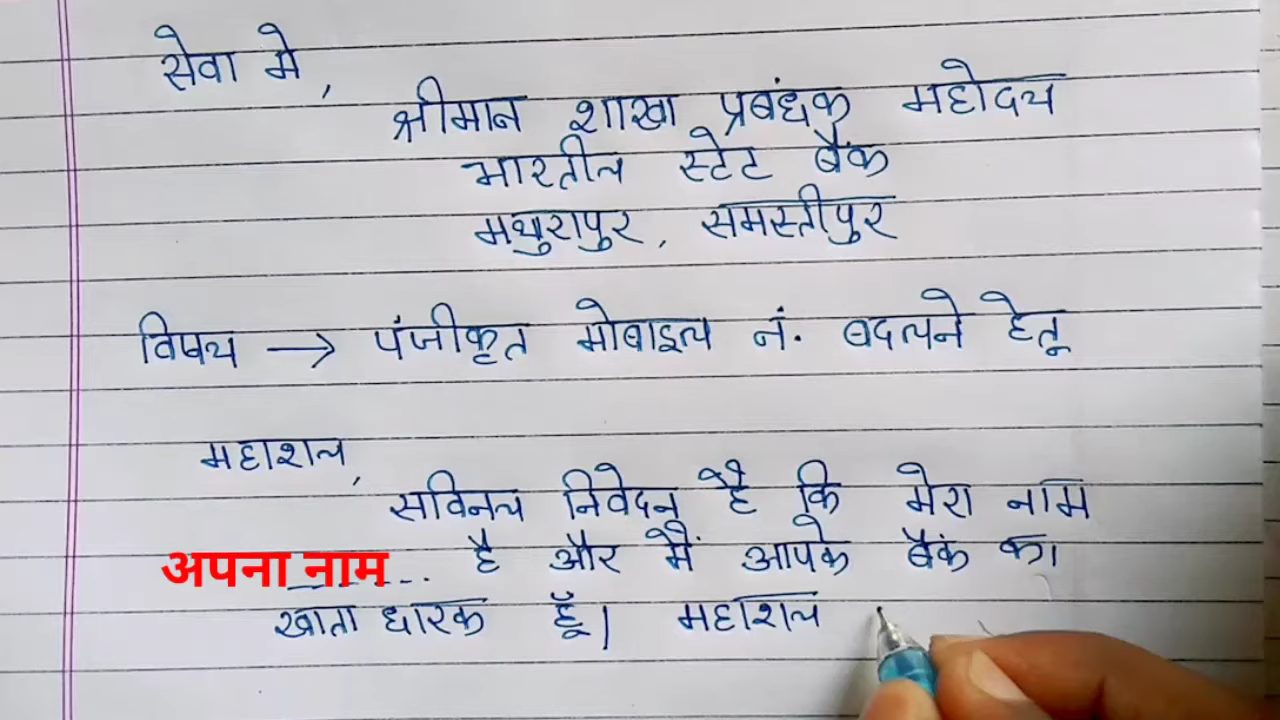 सेवा मे,
श्रीमान शाखा प्रबंधक महोदय
भारतीय स्टेट बैंक
मथुरापुर, समस्तीपुर
विषय → पंजीकृत मोबाइल नं. बदलने हेतू
महाशय,
सविनय निवेदन है कि मेरा नाम
अपना नाम ----- है और मैं आपके बैंक का
खाता धारक हूँ। महाशय